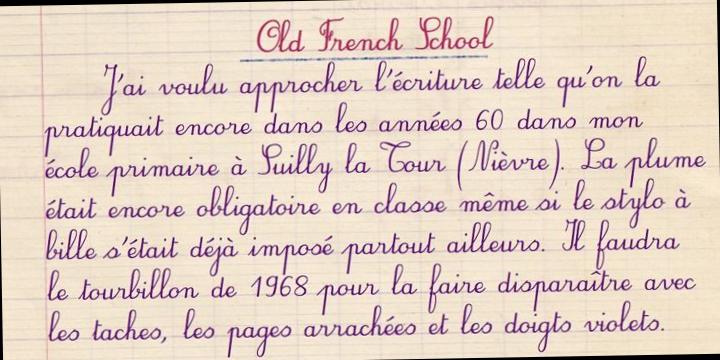 Old French School
J'ai voulu approcher l'écriture telle qu'on la
pratiquait encore dans les années 60 dans mon
école primaire à Suilly la Tour (Nièvre). La plume
était encore obligatoire en classe même si le stylo à
bille s'était déjà imposé partout ailleurs. Il faudra
le tourbillon de 1968 pour la faire disparaître avec
les taches, les pages arrachées et les doigts violets.